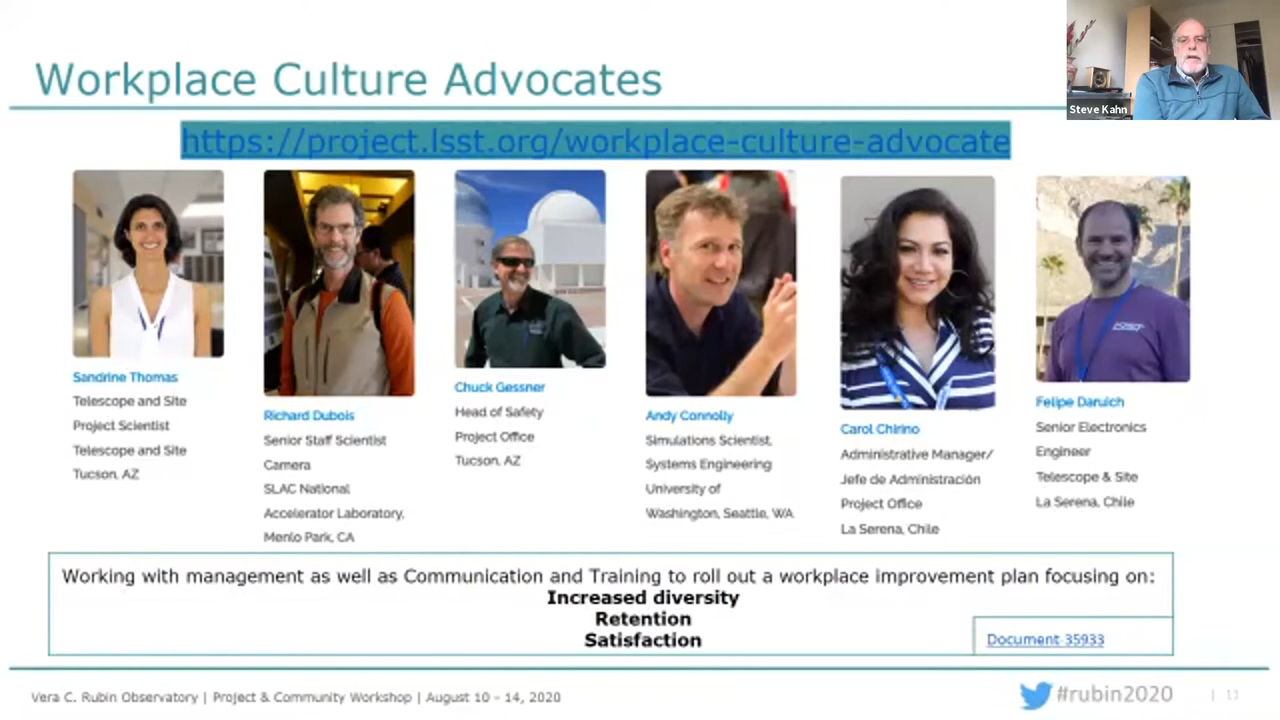 Workplace Culture Advocates
Steve Kahn
https://project.lsst.org/workplace-culture-advocate
Sandrine Thomas
Telescope and Site
Project Scientist
Telescope and Site
Tucson, AZ
Richard Dubois
Senior Staff Scientist
Camera
SLAC National
Accelerator Laboratory,
Menlo Park, CA
Chuck Gessner
Head of Safety
Project Office
Tucson, AZ
Andy Connolly
Simulations Scientist,
Systems Engineering
University of
Washington, Seattle, WA
Carol Chirino
Administrative Manager/
Jefe de Administración
Project Office
La Serena, Chile
Felipe Daruich
Senior Electronics
Engineer
Telescope & Site
La Serena, Chile
Working with management as well as Communication and Training to roll out a workplace improvement plan focusing on:
Increased diversity
Retention
Satisfaction
Document-35933
Vera C. Rubin Observatory | Project & Community Workshop | August 10 - 14, 2020
#rubin2020
| 11